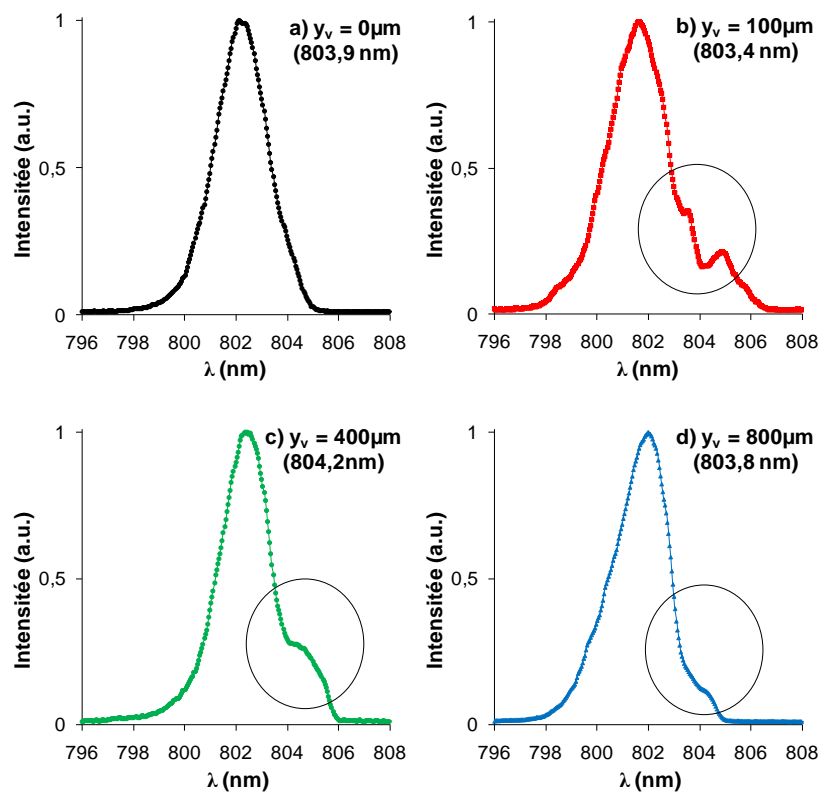 a) yᵥ = 0µm
(803,9 nm)
Intensitée (a.u.)
1
0,5
0
796 798 800 802 804 806 808
λ (nm)
b) yᵥ = 100µm
(803,4 nm)
Intensitée (a.u.)
1
0,5
0
796 798 800 802 804 806 808
λ (nm)
c) yᵥ = 400µm
(804,2nm)
Intensitée (a.u.)
1
0,5
0
796 798 800 802 804 806 808
λ (nm)
d) yᵥ = 800µm
(803,8 nm)
Intensitée (a.u.)
1
0,5
0
796 798 800 802 804 806 808
λ (nm)